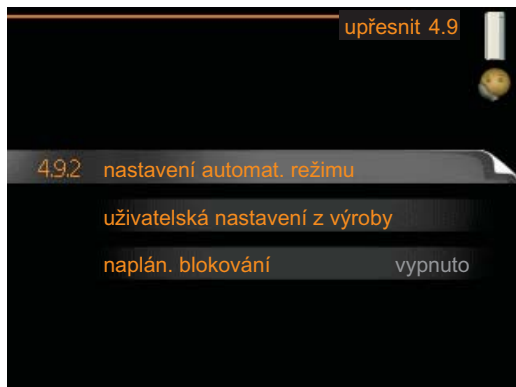 upřesnit 4.9
4.9.2 nastavení automat. režimu
uživatelská nastavení z výroby
naplán. blokování vypnuto